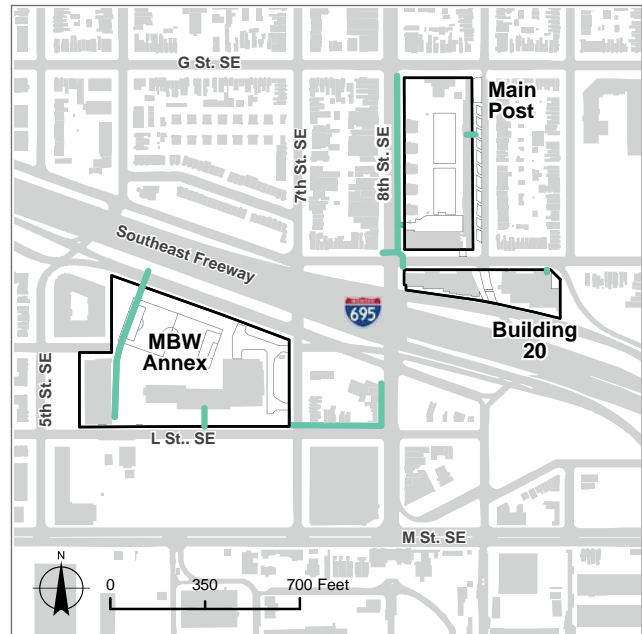 G St. SE
Main
Post
7th St. SE
8th St. SE
Southeast Freeway
695
Building
20
MBW
Annex
5th St. SE
L St.. SE
M St. SE
N
0 350 700 Feet